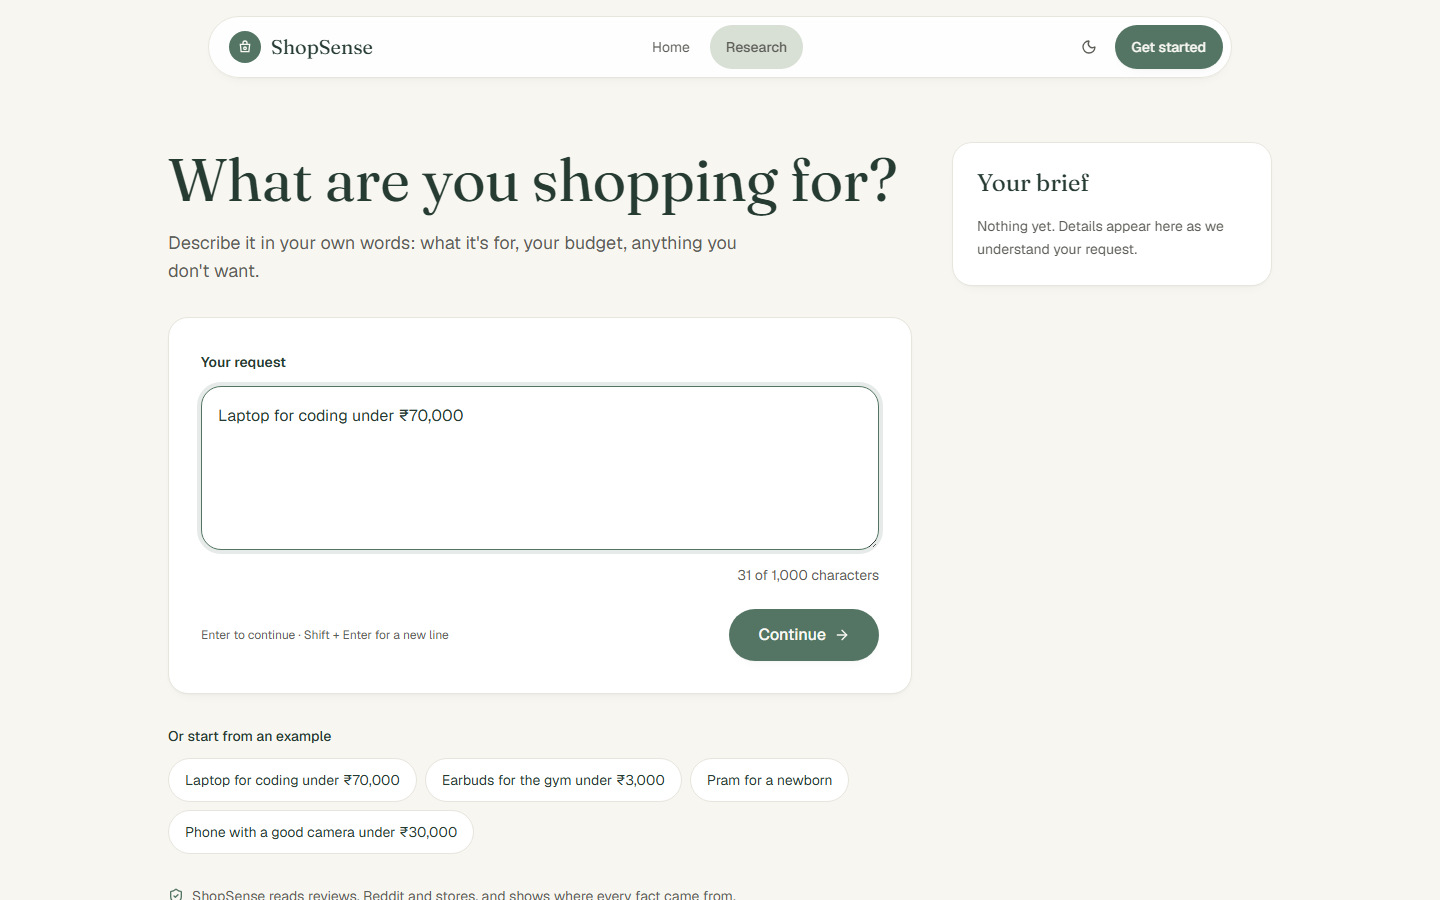 ShopSense
Home
Research
Get started
What are you shopping for?
Describe it in your own words: what it's for, your budget, anything you
don't want.
Your brief
Nothing yet. Details appear here as we
understand your request.
Your request
Laptop for coding under ₹70,000
31 of 1,000 characters
Enter to continue · Shift + Enter for a new line
Continue
Or start from an example
Laptop for coding under ₹70,000
Earbuds for the gym under ₹3,000
Pram for a newborn
Phone with a good camera under ₹30,000
ShopSense reads reviews, Reddit and stores, and shows where every fact came from.